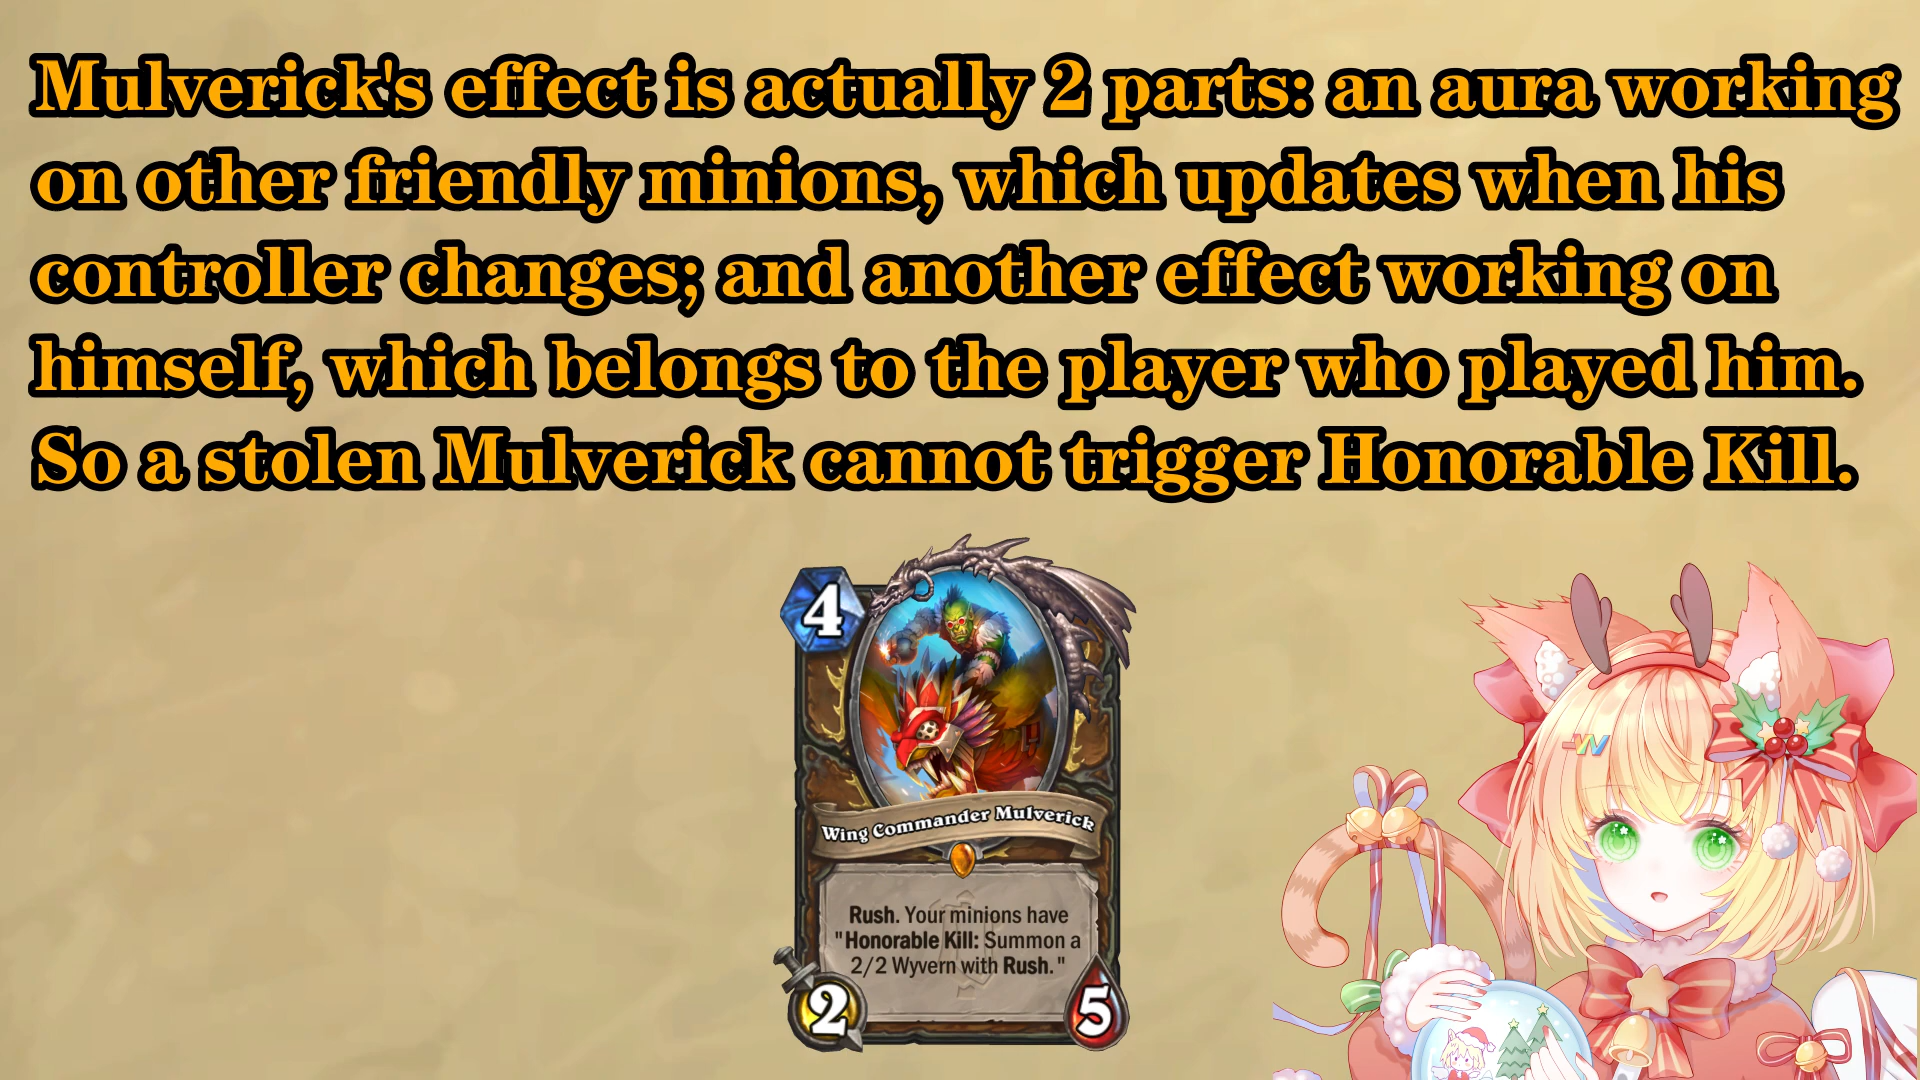 Mulverick's effect is actually 2 parts: an aura working
on other friendly minions, which updates when his
controller changes; and another effect working on
himself, which belongs to the player who played him.
So a stolen Mulverick cannot trigger Honorable Kill.
4
Wing Commander Mulverick
Rush. Your minions have
"Honorable Kill: Summon a
2/2 Wyvern with Rush."
2
5